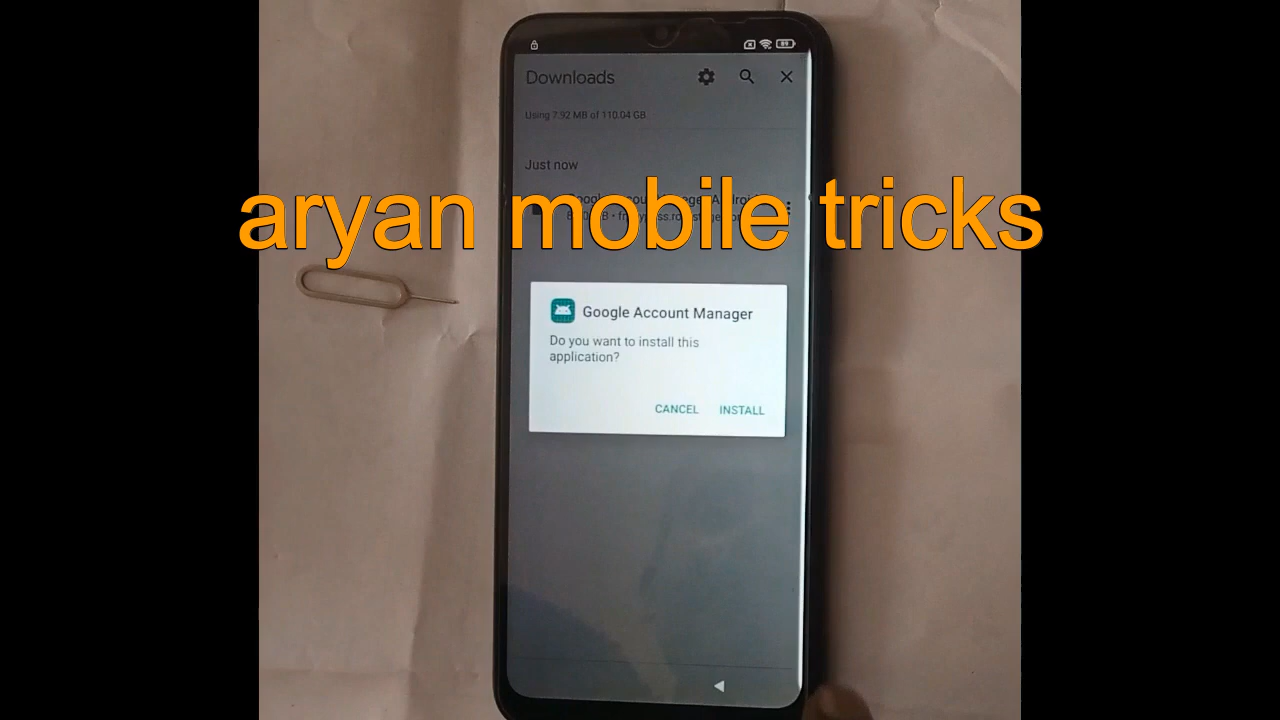 89
Downloads
Using 7.92 MB of 110.04 GB
Just now
aryan mobile tricks
Google Account Manager
Do you want to install this
application?
CANCEL INSTALL